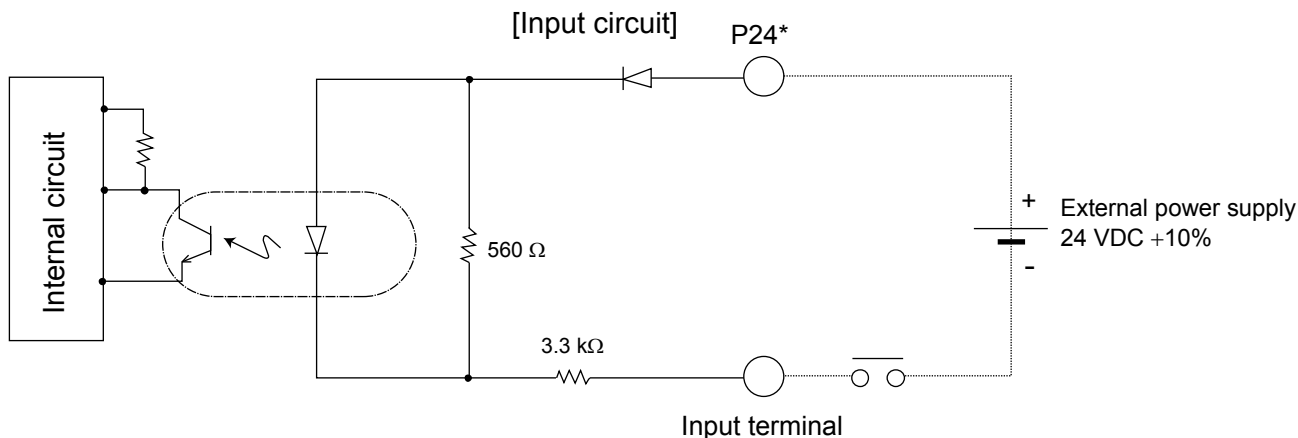 [Input circuit]
P24*
Internal circuit
560 Ω
+
External power supply
24 VDC +10%
-
3.3 kΩ
Input terminal